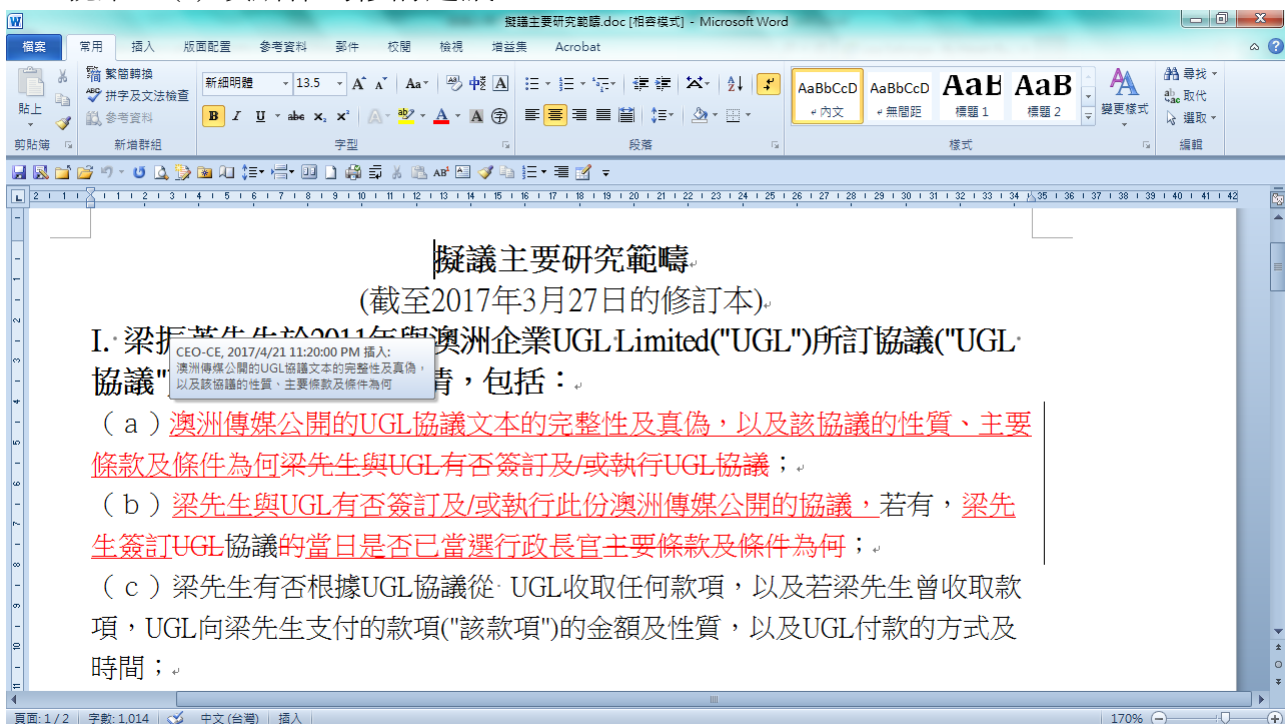 擬議主要研究範疇.doc [相容模式] - Microsoft Word
檔案 常用 插入 版面配置 參考資料 郵件 校閱 檢視 增益集 Acrobat
繁簡轉換
拼字及文法檢查
參考資料
貼上
新細明體 13.5
AaBbCcD AaBbCcD AaB AaB
內文 無間距 標題 1 標題 2
變更樣式
尋找
取代
選取
剪貼簿 新增群組 字型 段落 樣式 編輯
擬議主要研究範疇
(截至2017年3月27日的修訂本)
I. 梁振英先生於2011年與澳洲企業UGL Limited("UGL")所訂協議("UGL
協議" 情,包括:
CEO-CE, 2017/4/21 11:20:00 PM 插入:
澳洲傳媒公開的UGL協議文本的完整性及真偽,
以及該協議的性質、主要條款及條件為何
(a)澳洲傳媒公開的UGL協議文本的完整性及真偽,以及該協議的性質、主要
條款及條件為何梁先生與UGL有否簽訂及/或執行UGL協議;
(b)梁先生與UGL有否簽訂及/或執行此份澳洲傳媒公開的協議,若有,梁先
生簽訂UGL協議的當日是否已當選行政長官主要條款及條件為何;
(c)梁先生有否根據UGL協議從 UGL收取任何款項,以及若梁先生曾收取款
項,UGL向梁先生支付的款項("該款項")的金額及性質,以及UGL付款的方式及
時間;
頁面: 1 / 2 字數: 1,014 中文(台灣) 插入 170%